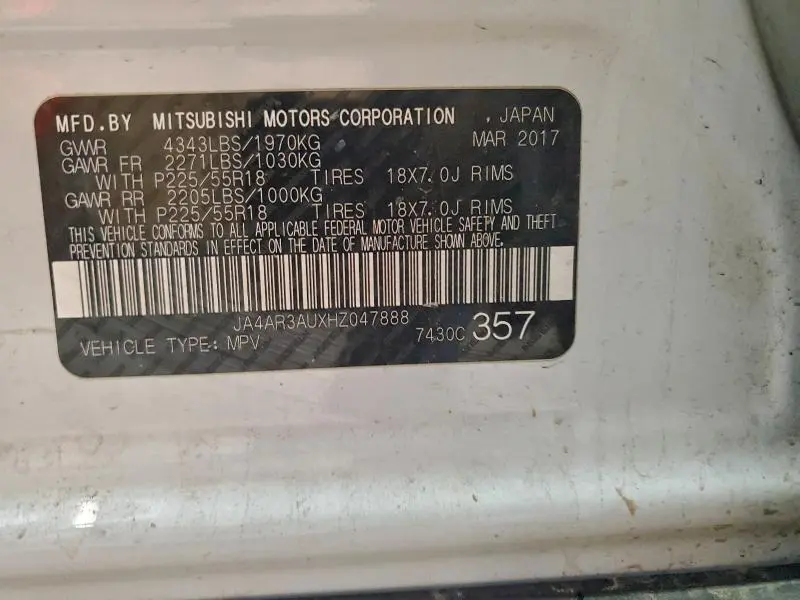 MFD.BY MITSUBISHI MOTORS CORPORATION , JAPAN
GVWR 4343LBS/1970KG MAR 2017
GAWR FR 2271LBS/1030KG
WITH P225/55R18 TIRES 18X7.0J RIMS
GAWR RR 2205LBS/1000KG
WITH P225/55R18 TIRES 18X7.0J RIMS
THIS VEHICLE CONFORMS TO ALL APPLICABLE FEDERAL MOTOR VEHICLE SAFETY AND THEFT
PREVENTION STANDARDS IN EFFECT ON THE DATE OF MANUFACTURE SHOWN ABOVE.
JA4AR3AUXHZ047888
VEHICLE TYPE: MPV 7430C 357